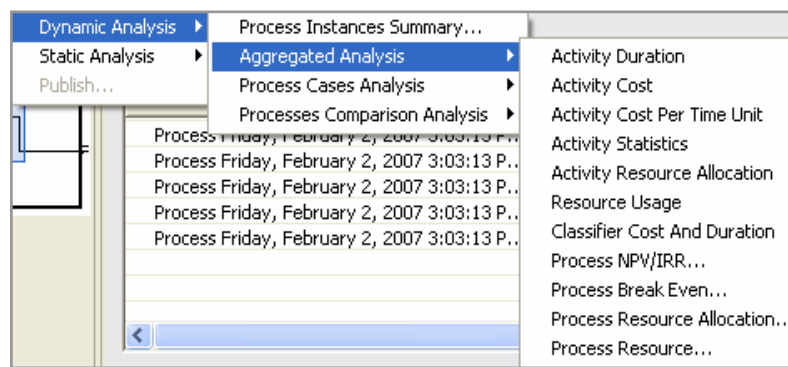 Dynamic Analysis
Static Analysis
Publish...
Process Instances Summary...
Aggregated Analysis
Process Cases Analysis
Processes Comparison Analysis
Activity Duration
Activity Cost
Activity Cost Per Time Unit
Activity Statistics
Activity Resource Allocation
Resource Usage
Classifier Cost And Duration
Process NPV/IRR...
Process Break Even...
Process Resource Allocation..
Process Resource...
Process Friday, February 2, 2007 3:03:13 P..
Process Friday, February 2, 2007 3:03:13 P..
Process Friday, February 2, 2007 3:03:13 P..
Process Friday, February 2, 2007 3:03:13 P..
Process Friday, February 2, 2007 3:03:13 P..